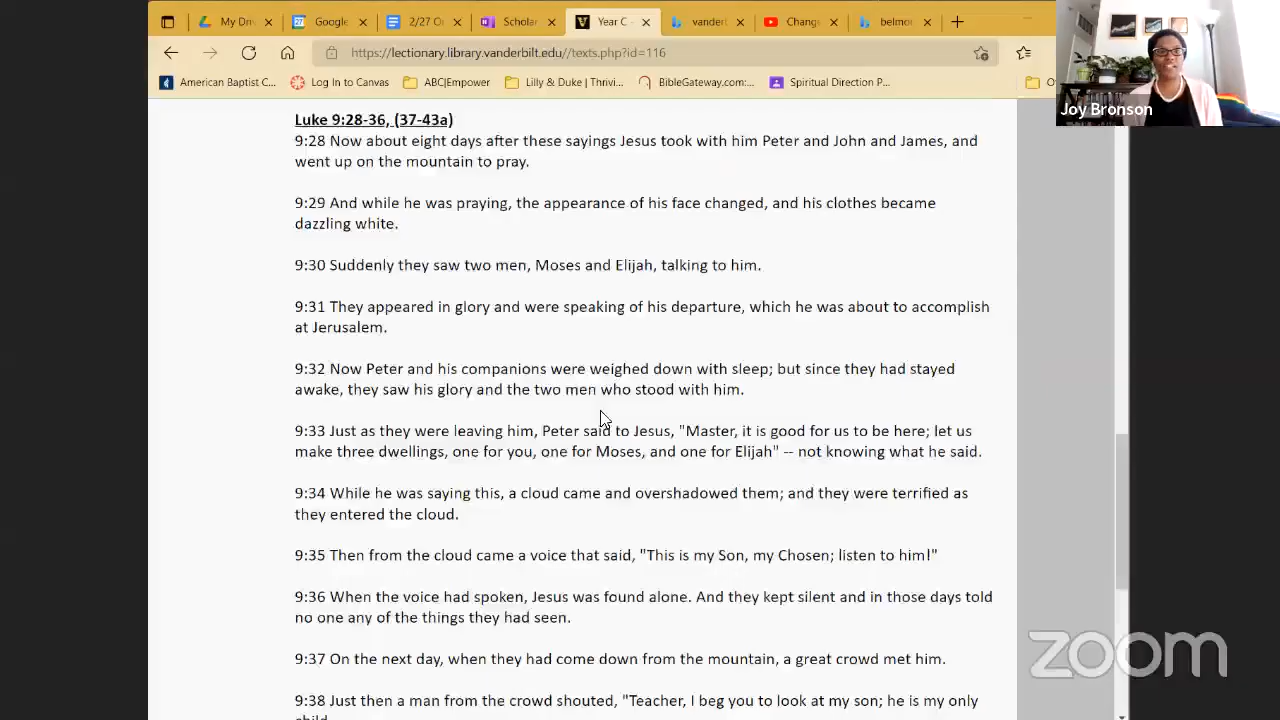 My Dri
Google
2/27 O
Scholar
Year C -
vander
Chang
belmo
https://lectionary.library.vanderbilt.edu//texts.php?id=116
American Baptist C...
Log In to Canvas
ABC|Empower
Lilly & Duke | Thrivi...
BibleGateway.com:...
Spiritual Direction P...
Joy Bronson
Luke 9:28-36, (37-43a)
9:28 Now about eight days after these sayings Jesus took with him Peter and John and James, and
went up on the mountain to pray.
9:29 And while he was praying, the appearance of his face changed, and his clothes became
dazzling white.
9:30 Suddenly they saw two men, Moses and Elijah, talking to him.
9:31 They appeared in glory and were speaking of his departure, which he was about to accomplish
at Jerusalem.
9:32 Now Peter and his companions were weighed down with sleep; but since they had stayed
awake, they saw his glory and the two men who stood with him.
9:33 Just as they were leaving him, Peter said to Jesus, "Master, it is good for us to be here; let us
make three dwellings, one for you, one for Moses, and one for Elijah" -- not knowing what he said.
9:34 While he was saying this, a cloud came and overshadowed them; and they were terrified as
they entered the cloud.
9:35 Then from the cloud came a voice that said, "This is my Son, my Chosen; listen to him!"
9:36 When the voice had spoken, Jesus was found alone. And they kept silent and in those days told
no one any of the things they had seen.
9:37 On the next day, when they had come down from the mountain, a great crowd met him.
9:38 Just then a man from the crowd shouted, "Teacher, I beg you to look at my son; he is my only
child.
zoom